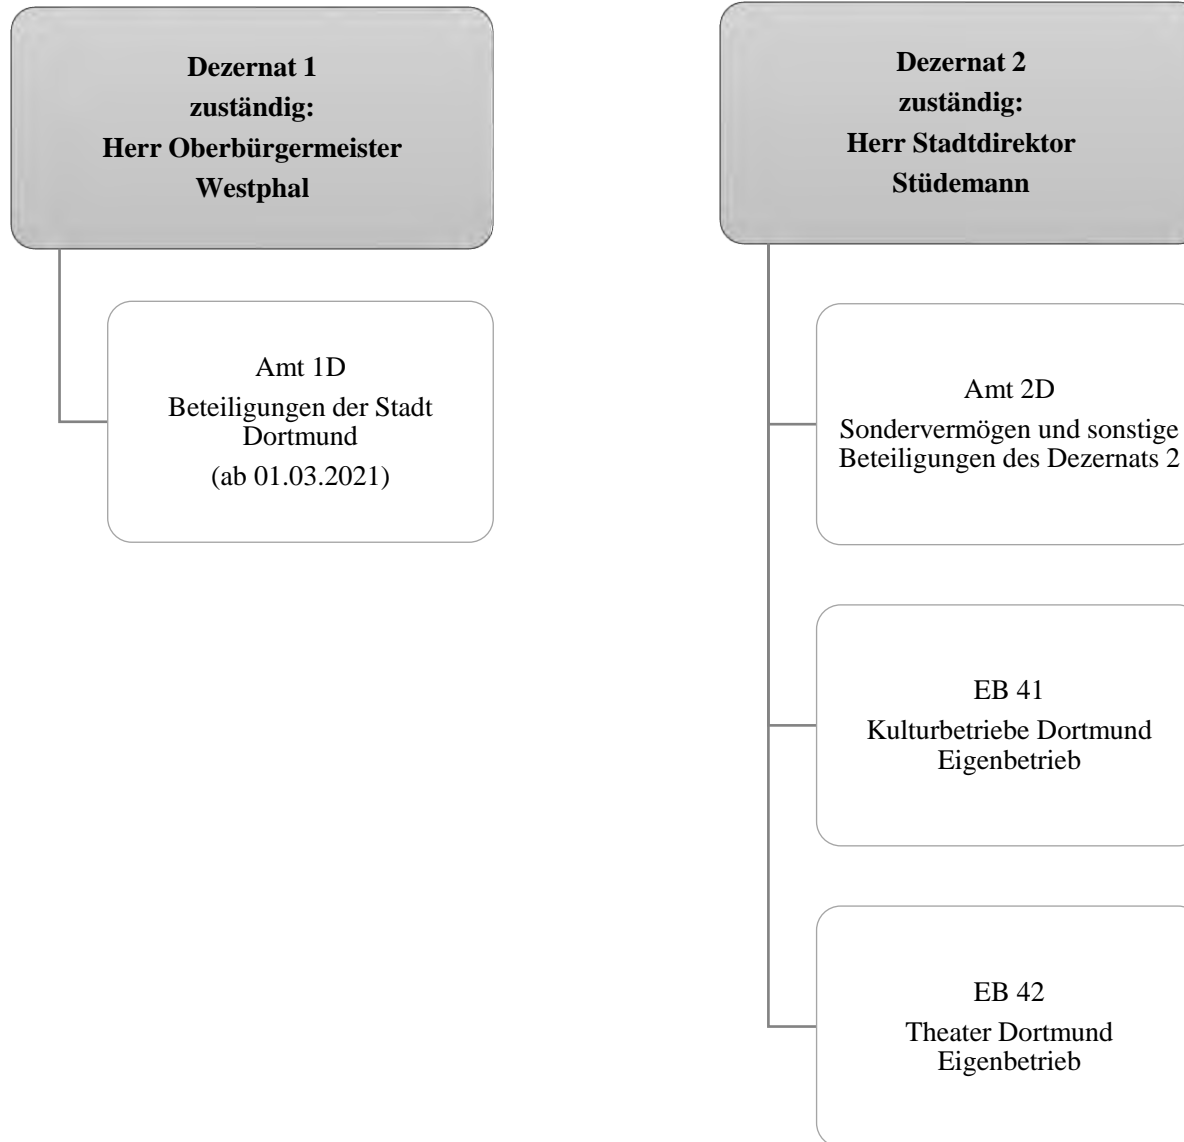 Dezernat 1
zuständig:
Herr Oberbürgermeister
Westphal
Amt 1D
Beteiligungen der Stadt
Dortmund
(ab 01.03.2021)
Dezernat 2
zuständig:
Herr Stadtdirektor
Stüdemann
Amt 2D
Sondervermögen und sonstige
Beteiligungen des Dezernats 2
EB 41
Kulturbetriebe Dortmund
Eigenbetrieb
EB 42
Theater Dortmund
Eigenbetrieb